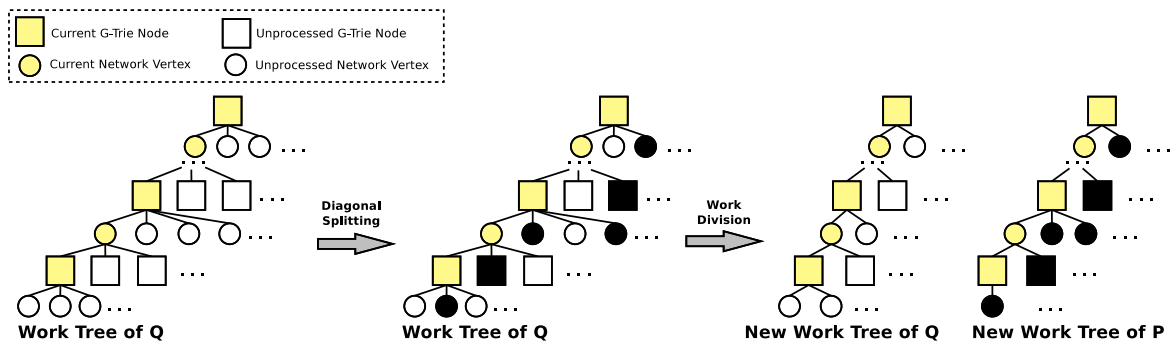 Current G-Trie Node
Unprocessed G-Trie Node
Current Network Vertex
Unprocessed Network Vertex
Diagonal
Splitting
Work
Division
Work Tree of Q
Work Tree of Q
New Work Tree of Q
New Work Tree of P